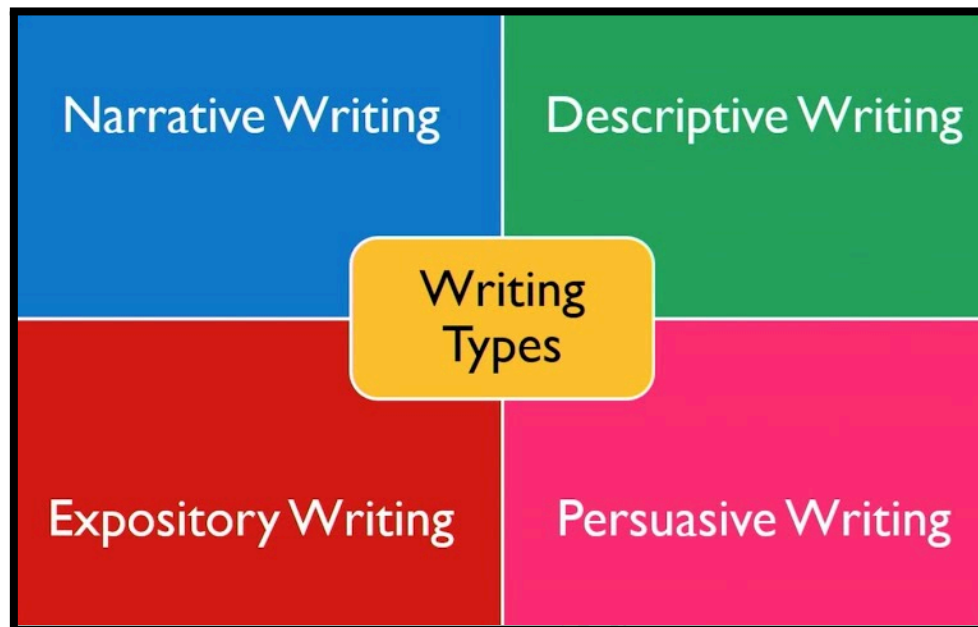 Narrative Writing
Descriptive Writing
Writing
Types
Expository Writing
Persuasive Writing